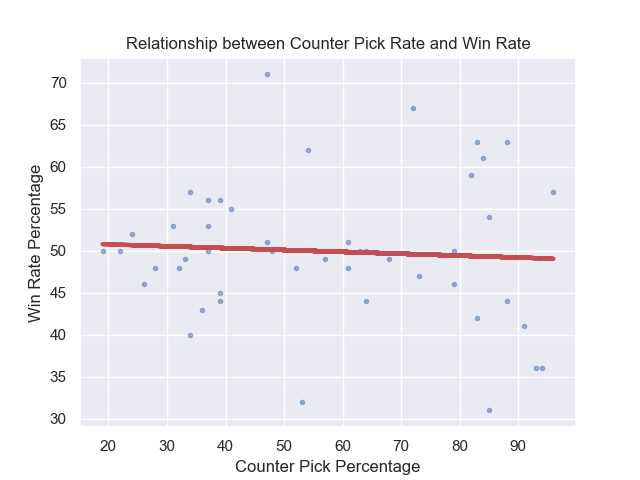 Relationship between Counter Pick Rate and Win Rate
70
65
60
55
50
45
40
35
30
Win Rate Percentage
20 30 40 50 60 70 80 90
Counter Pick Percentage